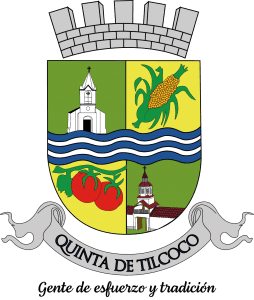 QUINTA DE TILCOCO
Gente de esfuerzo y tradición